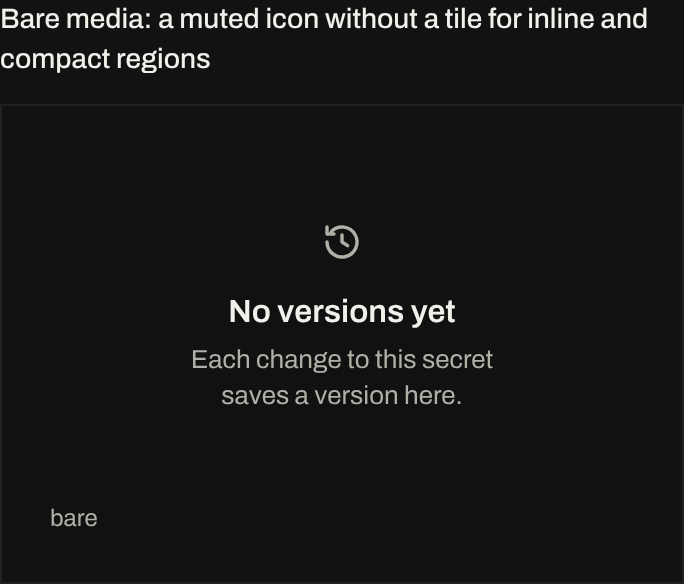 Bare media: a muted icon without a tile for inline and
compact regions
No versions yet
Each change to this secret
saves a version here.
bare